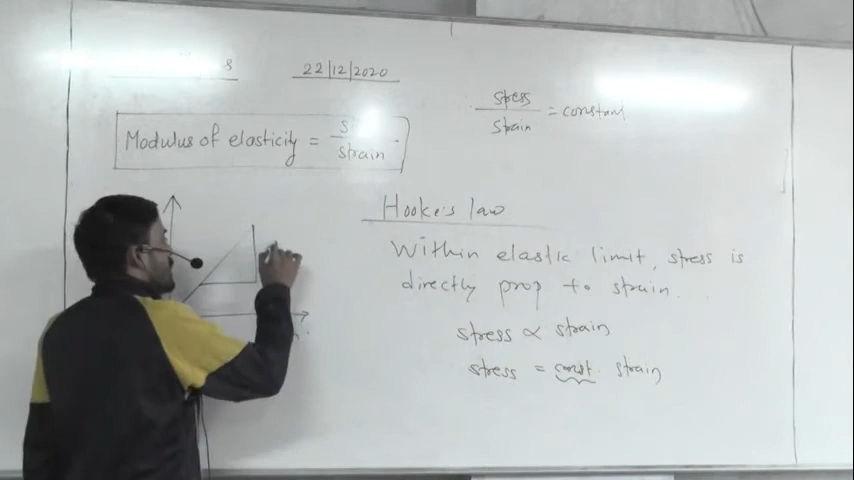 22/12/2020
stress
strain = constant
Modulus of elasticity =
strain
Hooke's law
Within elastic limit, stress is
directly prop to strain.
stress ∝ strain
stress = const. strain